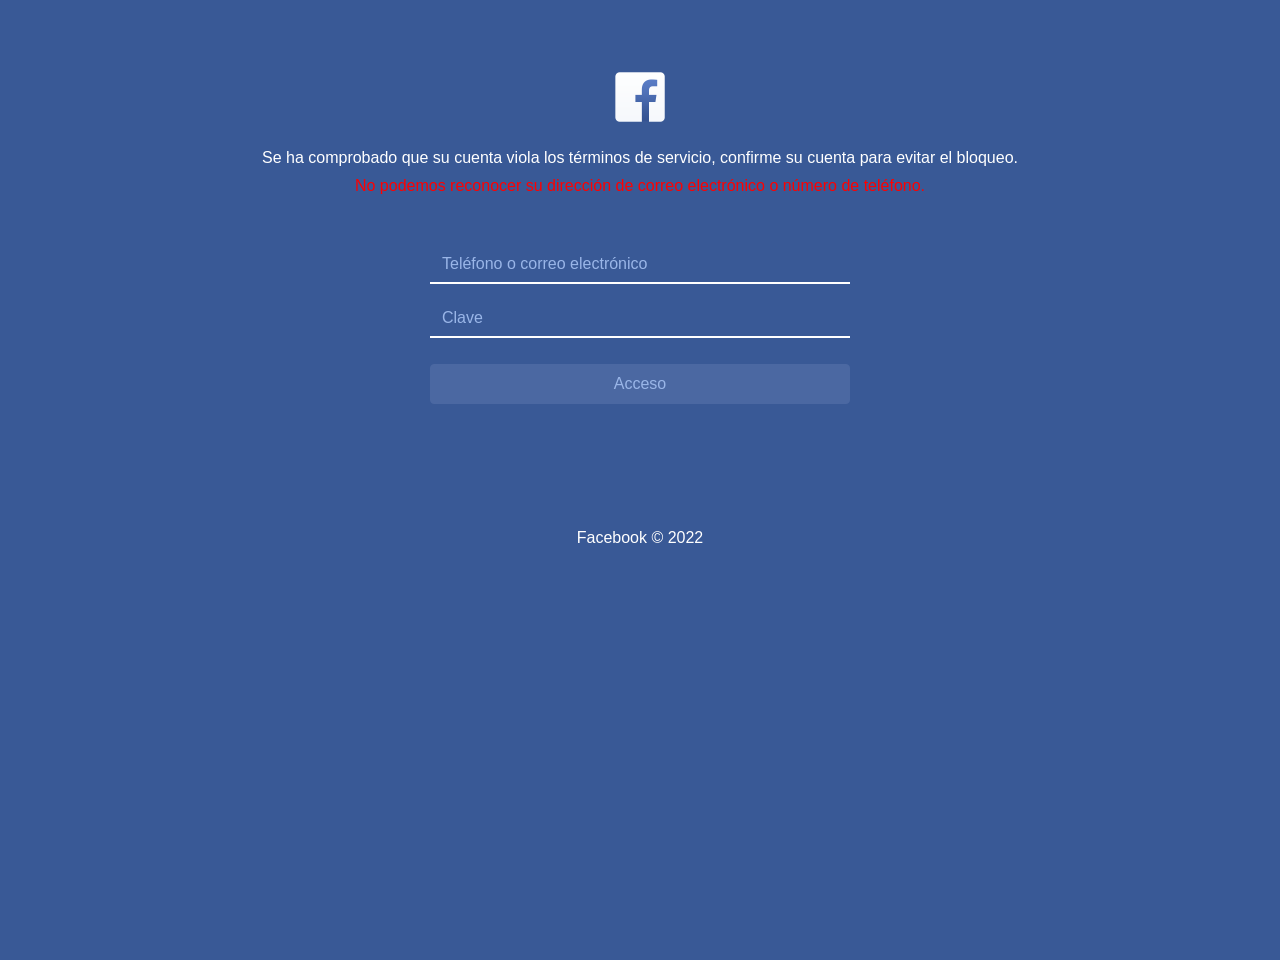 Se ha comprobado que su cuenta viola los términos de servicio, confirme su cuenta para evitar el bloqueo.
No podemos reconocer su dirección de correo electrónico o número de teléfono.
Teléfono o correo electrónico
Clave
Acceso
Facebook © 2022